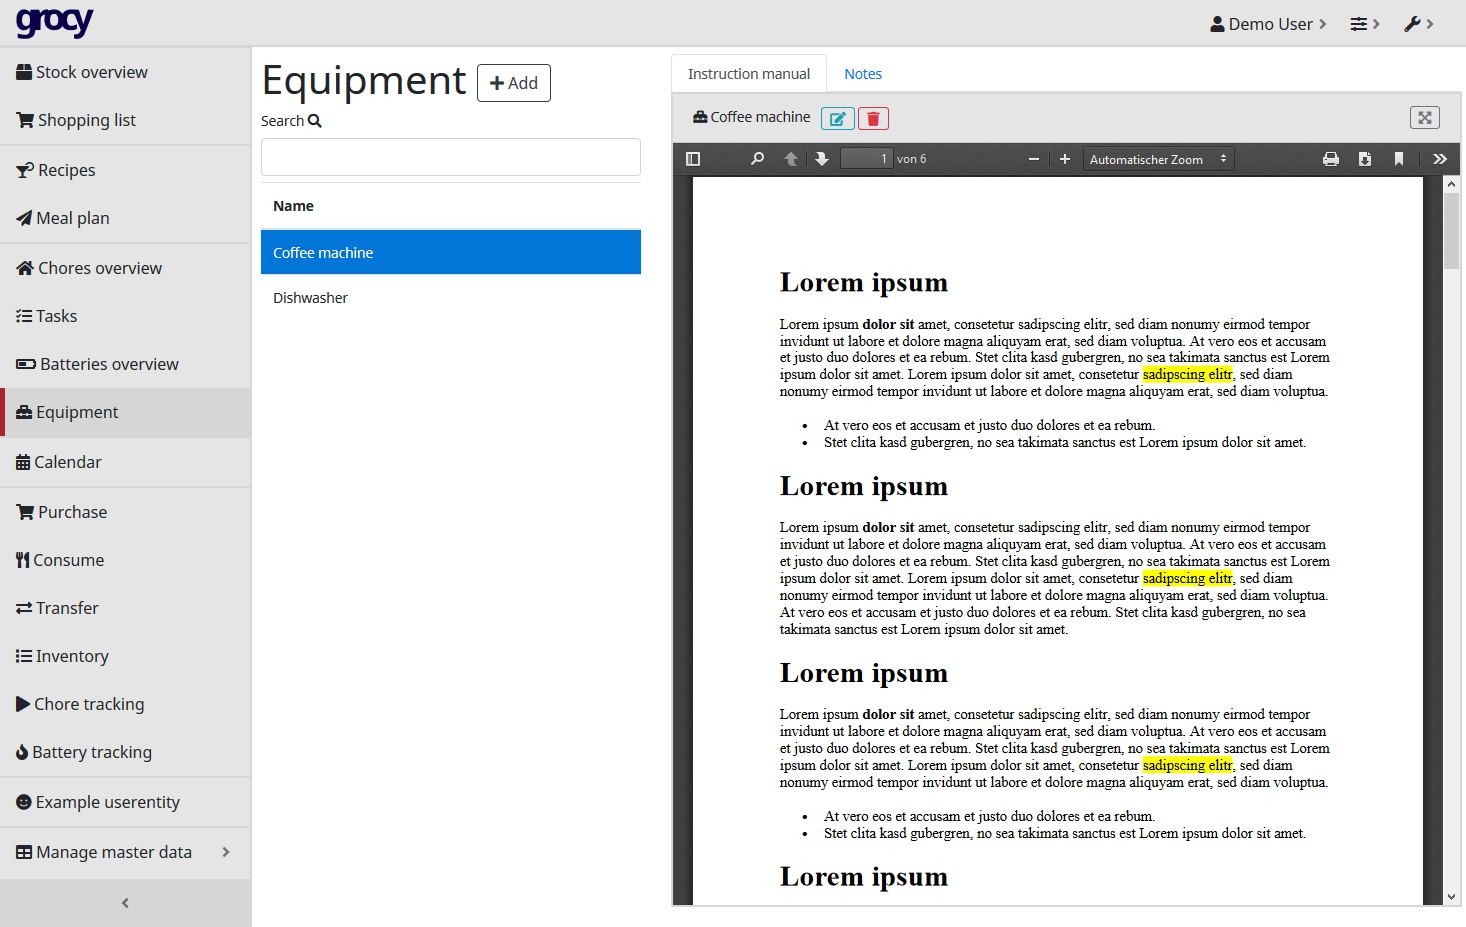 grocy
Demo User
Stock overview
Shopping list
Recipes
Meal plan
Chores overview
Tasks
Batteries overview
Equipment
Calendar
Purchase
Consume
Transfer
Inventory
Chore tracking
Battery tracking
Example userentity
Manage master data
Equipment
Add
Search
Name
Coffee machine
Dishwasher
Instruction manual
Notes
Coffee machine
1 von 6
Automatischer Zoom
Lorem ipsum
Lorem ipsum dolor sit amet, consetetur sadipscing elitr, sed diam nonumy eirmod tempor
invidunt ut labore et dolore magna aliquyam erat, sed diam voluptua. At vero eos et accusam
et justo duo dolores et ea rebum. Stet clita kasd gubergren, no sea takimata sanctus est Lorem
ipsum dolor sit amet. Lorem ipsum dolor sit amet, consetetur sadipscing elitr, sed diam
nonumy eirmod tempor invidunt ut labore et dolore magna aliquyam erat, sed diam voluptua.
• At vero eos et accusam et justo duo dolores et ea rebum.
• Stet clita kasd gubergren, no sea takimata sanctus est Lorem ipsum dolor sit amet.
Lorem ipsum
Lorem ipsum dolor sit amet, consetetur sadipscing elitr, sed diam nonumy eirmod tempor
invidunt ut labore et dolore magna aliquyam erat, sed diam voluptua. At vero eos et accusam
et justo duo dolores et ea rebum. Stet clita kasd gubergren, no sea takimata sanctus est Lorem
ipsum dolor sit amet. Lorem ipsum dolor sit amet, consetetur sadipscing elitr, sed diam
nonumy eirmod tempor invidunt ut labore et dolore magna aliquyam erat, sed diam voluptua.
At vero eos et accusam et justo duo dolores et ea rebum. Stet clita kasd gubergren, no sea
takimata sanctus est Lorem ipsum dolor sit amet.
Lorem ipsum
Lorem ipsum dolor sit amet, consetetur sadipscing elitr, sed diam nonumy eirmod tempor
invidunt ut labore et dolore magna aliquyam erat, sed diam voluptua. At vero eos et accusam
et justo duo dolores et ea rebum. Stet clita kasd gubergren, no sea takimata sanctus est Lorem
ipsum dolor sit amet. Lorem ipsum dolor sit amet, consetetur sadipscing elitr, sed diam
nonumy eirmod tempor invidunt ut labore et dolore magna aliquyam erat, sed diam voluptua.
• At vero eos et accusam et justo duo dolores et ea rebum.
• Stet clita kasd gubergren, no sea takimata sanctus est Lorem ipsum dolor sit amet.
Lorem ipsum